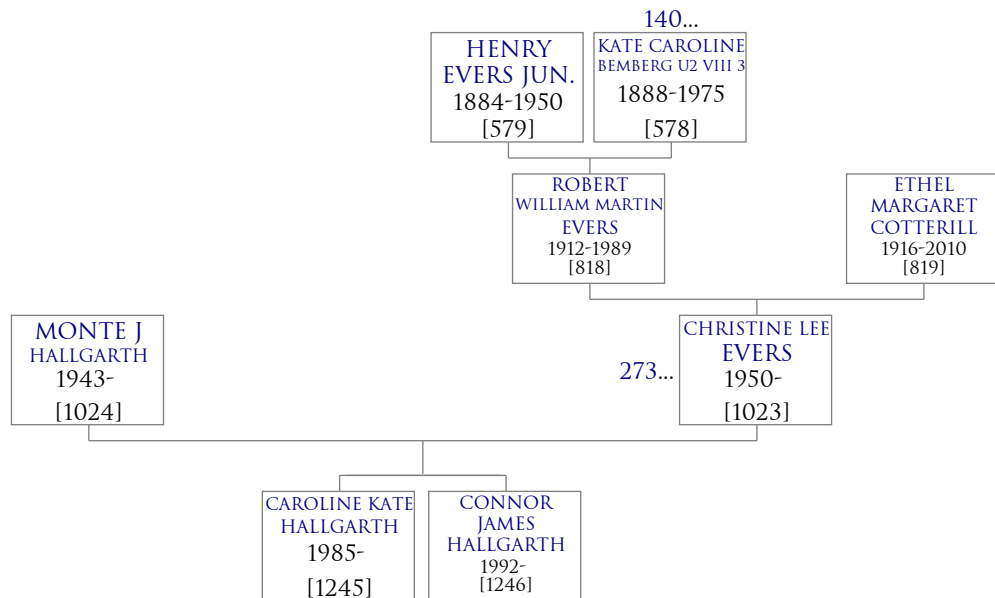 140...
HENRY
EVERS JUN.
1884-1950
[579]
KATE CAROLINE
BEMBERG U2 VIII 3
1888-1975
[578]
ROBERT
WILLIAM MARTIN
EVERS
1912-1989
[818]
ETHEL
MARGARET
COTTERILL
1916-2010
[819]
MONTE J
HALLGARTH
1943-
[1024]
273...
CHRISTINE LEE
EVERS
1950-
[1023]
CAROLINE KATE
HALLGARTH
1985-
[1245]
CONNOR
JAMES
HALLGARTH
1992-
[1246]